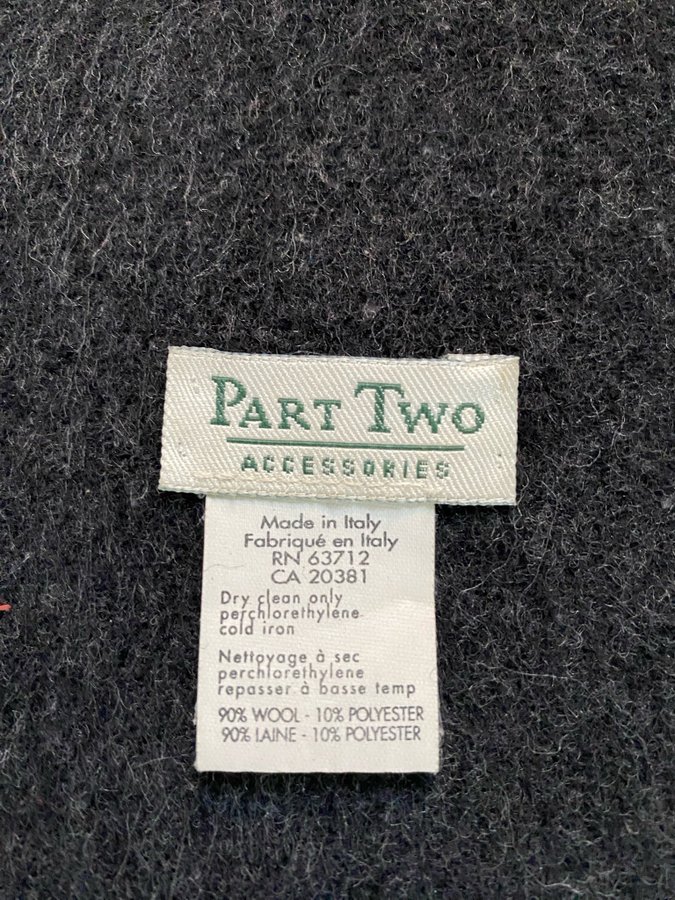 PART TWO
ACCESSORIES
Made in Italy
Fabriqué en Italy
RN 63712
CA 20381
Dry clean only
perchlorethylene
cold iron
Nettoyage à sec
perchlorethylene
repasser à basse temp
90% WOOL - 10% POLYESTER
90% LAINE - 10% POLYESTER